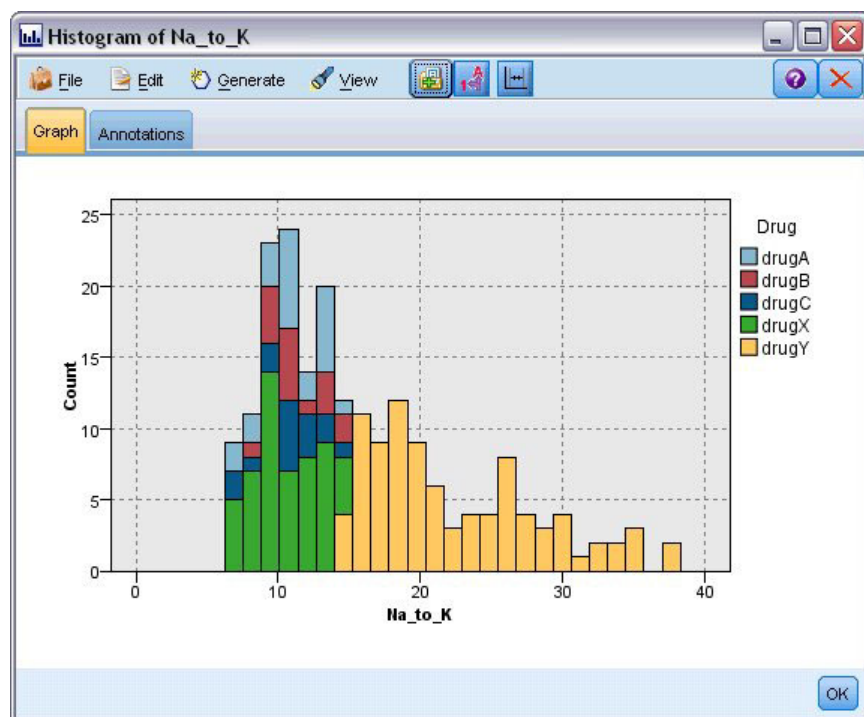 Histogram of Na_to_K
File Edit Generate View
Graph Annotations
25
20
15
10
5
0
Count
0 10 20 30 40
Na_to_K
Drug
drugA
drugB
drugC
drugX
drugY
OK